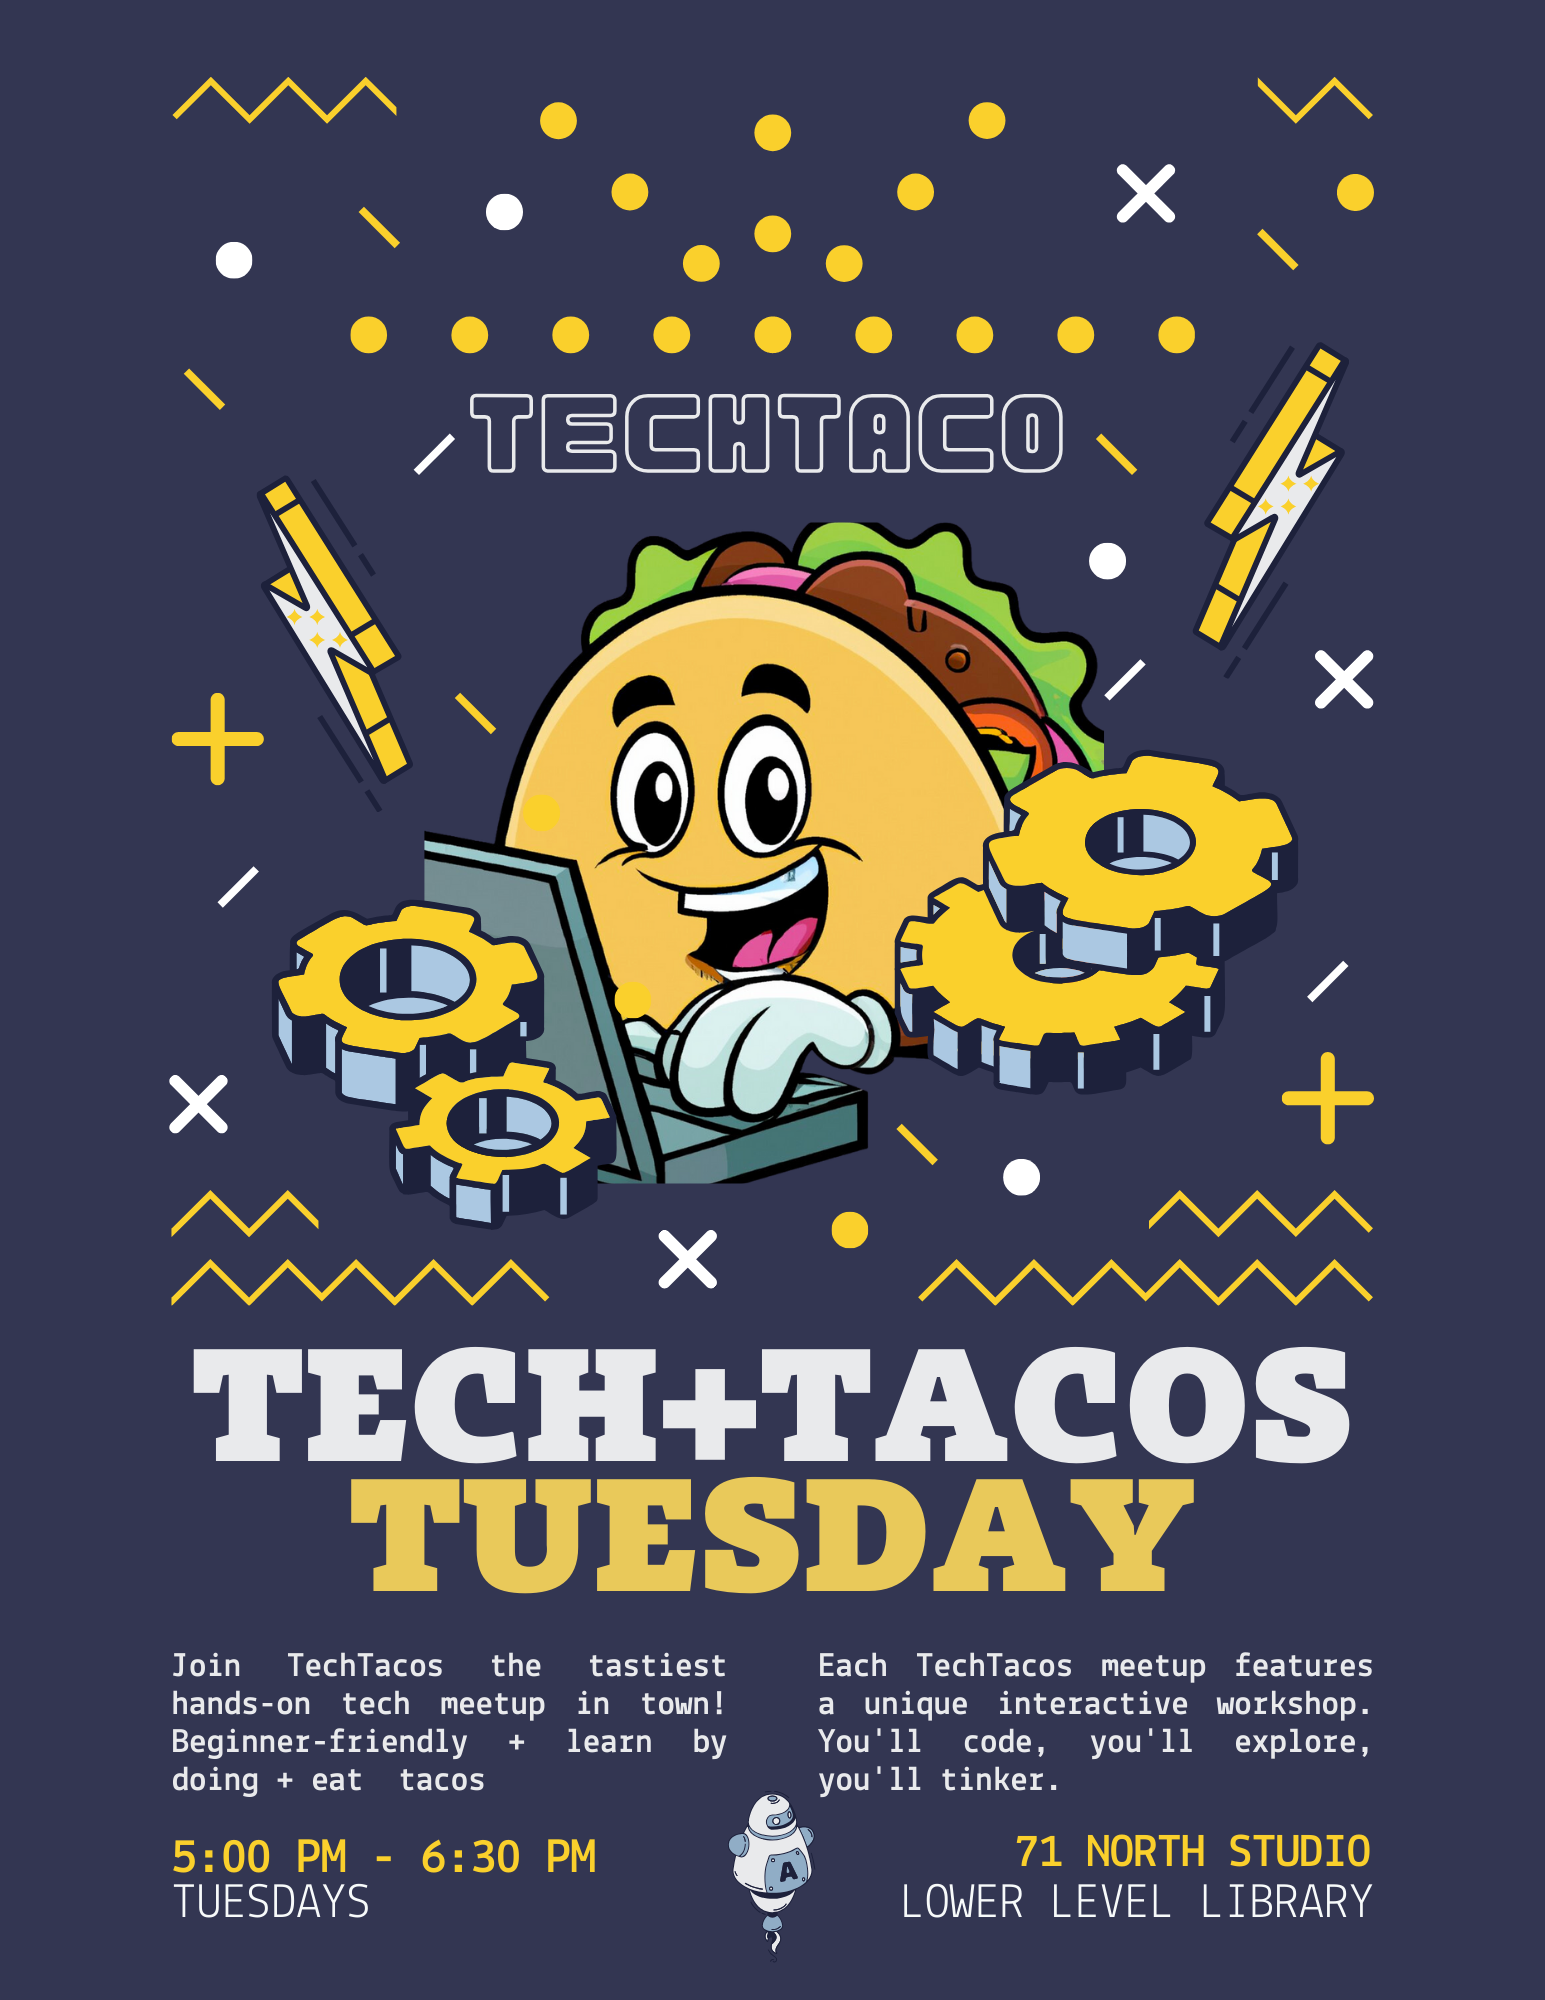 TECHTACO
TECH+TACOS
TUESDAY
Join TechTacos the tastiest
hands-on tech meetup in town!
Beginner-friendly + learn by
doing + eat tacos
Each TechTacos meetup features
a unique interactive workshop.
You'll code, you'll explore,
you'll tinker.
5:00 PM - 6:30 PM
TUESDAYS
A
71 NORTH STUDIO
LOWER LEVEL LIBRARY